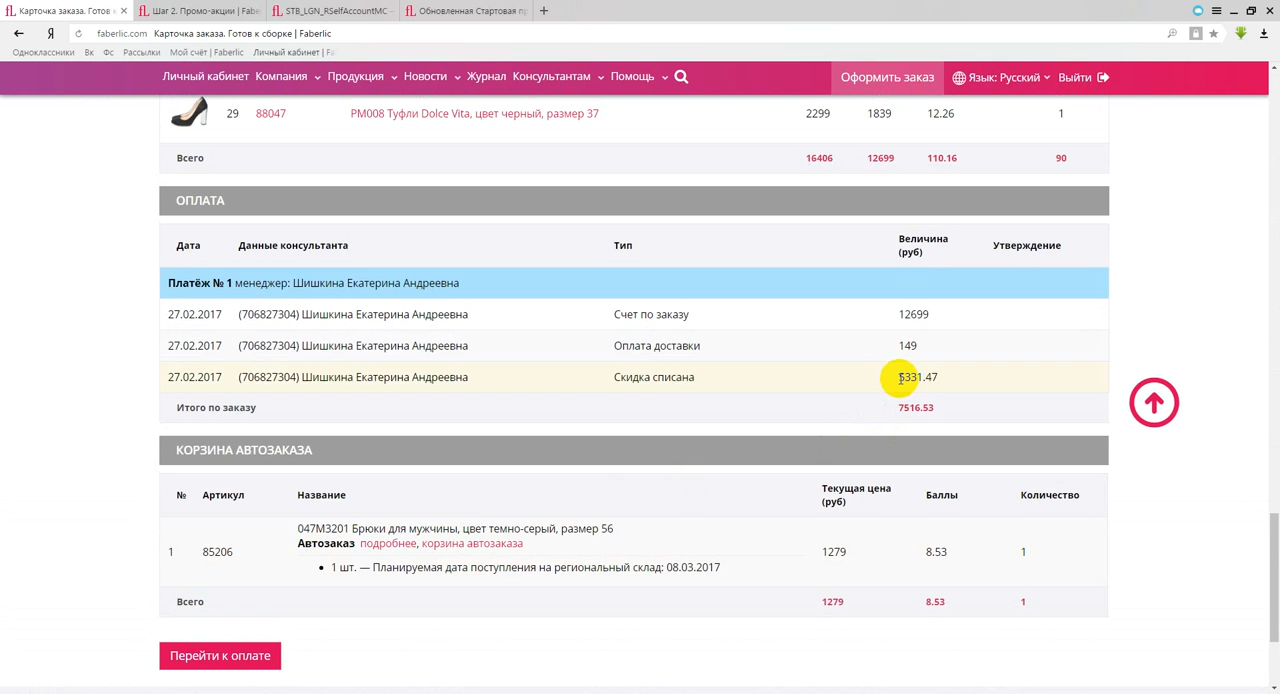 Карточка заказа. Готов к
Шаг 2. Промо-акции | Faber
STB_LGN_RSelfAccountMC -
Обновленная Стартовая пр
Я
faberlic.com Карточка заказа. Готов к сборке | Faberlic
Одноклассники Вк Фс Рассылки Мой счёт | Faberlic Личный кабинет | Fa
Личный кабинет Компания Продукция Новости Журнал Консультантам Помощь Оформить заказ Язык: Русский Выйти
29 88047 PM008 Туфли Dolce Vita, цвет черный, размер 37 2299 1839 12.26 1
Всего 16406 12699 110.16 90
ОПЛАТА
Дата Данные консультанта Тип Величина (руб) Утверждение
Платёж № 1 менеджер: Шишкина Екатерина Андреевна
27.02.2017 (706827304) Шишкина Екатерина Андреевна Счет по заказу 12699
27.02.2017 (706827304) Шишкина Екатерина Андреевна Оплата доставки 149
27.02.2017 (706827304) Шишкина Екатерина Андреевна Скидка списана 5331.47
Итого по заказу 7516.53
КОРЗИНА АВТОЗАКАЗА
№ Артикул Название Текущая цена (руб) Баллы Количество
047M3201 Брюки для мужчины, цвет темно-серый, размер 56
Автозаказ подробнее, корзина автозаказа
1 85206 1279 8.53 1
• 1 шт. — Планируемая дата поступления на региональный склад: 08.03.2017
Всего 1279 8.53 1
Перейти к оплате